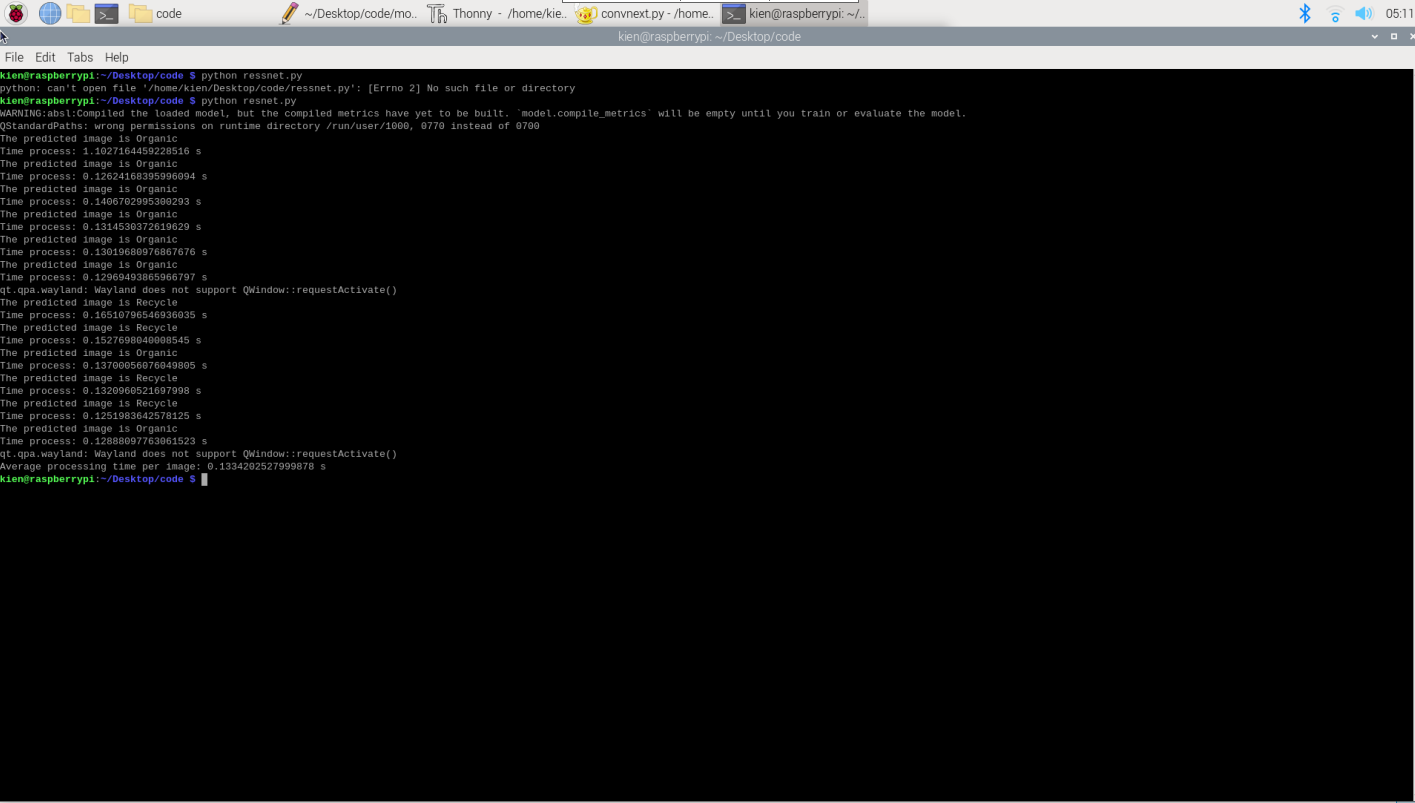 code
~/Desktop/code/mo..
Thonny - /home/kie..
convnext.py - /home..
kien@raspberrypi: ~/..
05:11
kien@raspberrypi: ~/Desktop/code
File Edit Tabs Help
kien@raspberrypi:~/Desktop/code $ python ressnet.py
python: can't open file '/home/kien/Desktop/code/ressnet.py': [Errno 2] No such file or directory
kien@raspberrypi:~/Desktop/code $ python resnet.py
WARNING:absl:Compiled the loaded model, but the compiled metrics have yet to be built. `model.compile_metrics` will be empty until you train or evaluate the model.
QStandardPaths: wrong permissions on runtime directory /run/user/1000, 0770 instead of 0700
The predicted image is Organic
Time process: 1.1027164459228516 s
The predicted image is Organic
Time process: 0.12624168395996094 s
The predicted image is Organic
Time process: 0.1406702995300293 s
The predicted image is Organic
Time process: 0.1314530372619629 s
The predicted image is Organic
Time process: 0.13019680976867676 s
The predicted image is Organic
Time process: 0.12969493865966797 s
qt.qpa.wayland: Wayland does not support QWindow::requestActivate()
The predicted image is Recycle
Time process: 0.16510796546936035 s
The predicted image is Recycle
Time process: 0.1527698040008545 s
The predicted image is Organic
Time process: 0.13700056076049805 s
The predicted image is Recycle
Time process: 0.1320960521697998 s
The predicted image is Recycle
Time process: 0.1251983642578125 s
The predicted image is Organic
Time process: 0.12888097763061523 s
qt.qpa.wayland: Wayland does not support QWindow::requestActivate()
Average processing time per image: 0.1334202527999878 s
kien@raspberrypi:~/Desktop/code $